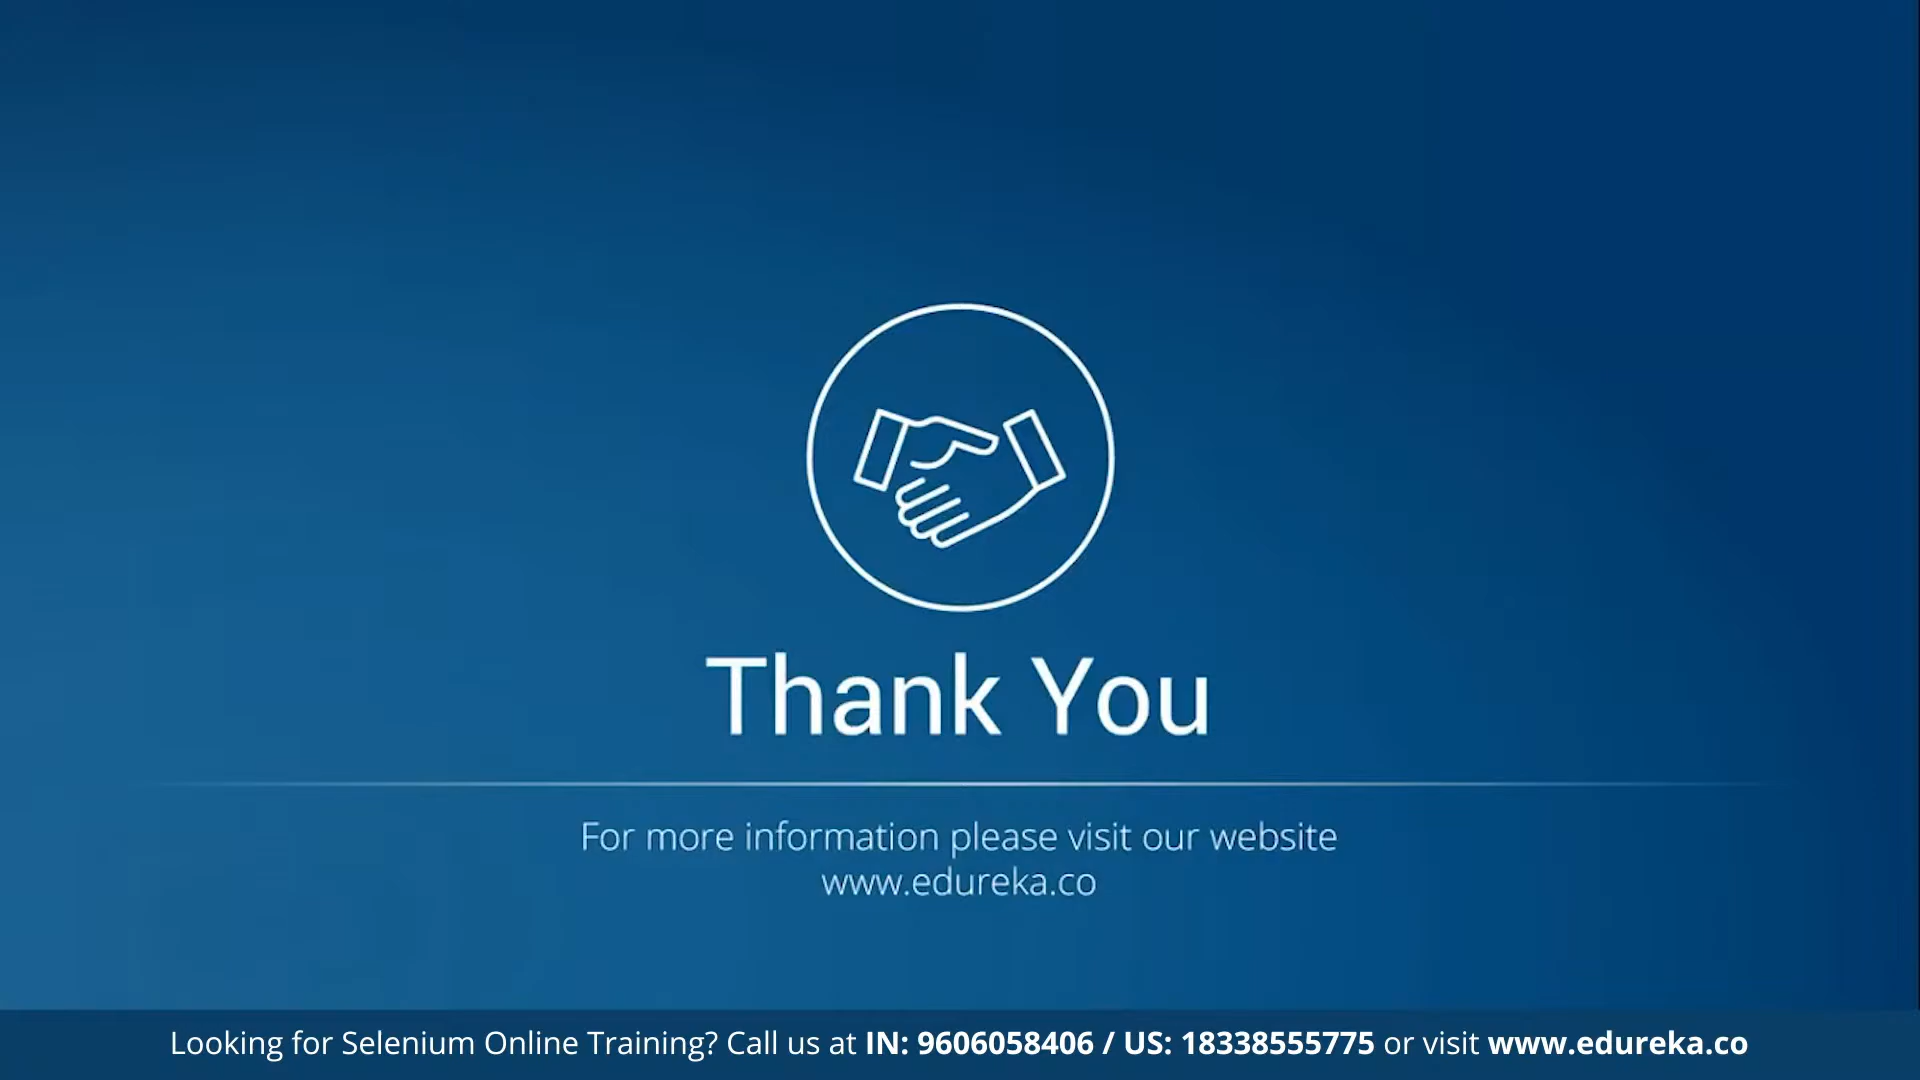 Thank You
For more information please visit our website
www.edureka.co
Looking for Selenium Online Training? Call us at IN: 9606058406 / US: 18338555775 or visit www.edureka.co